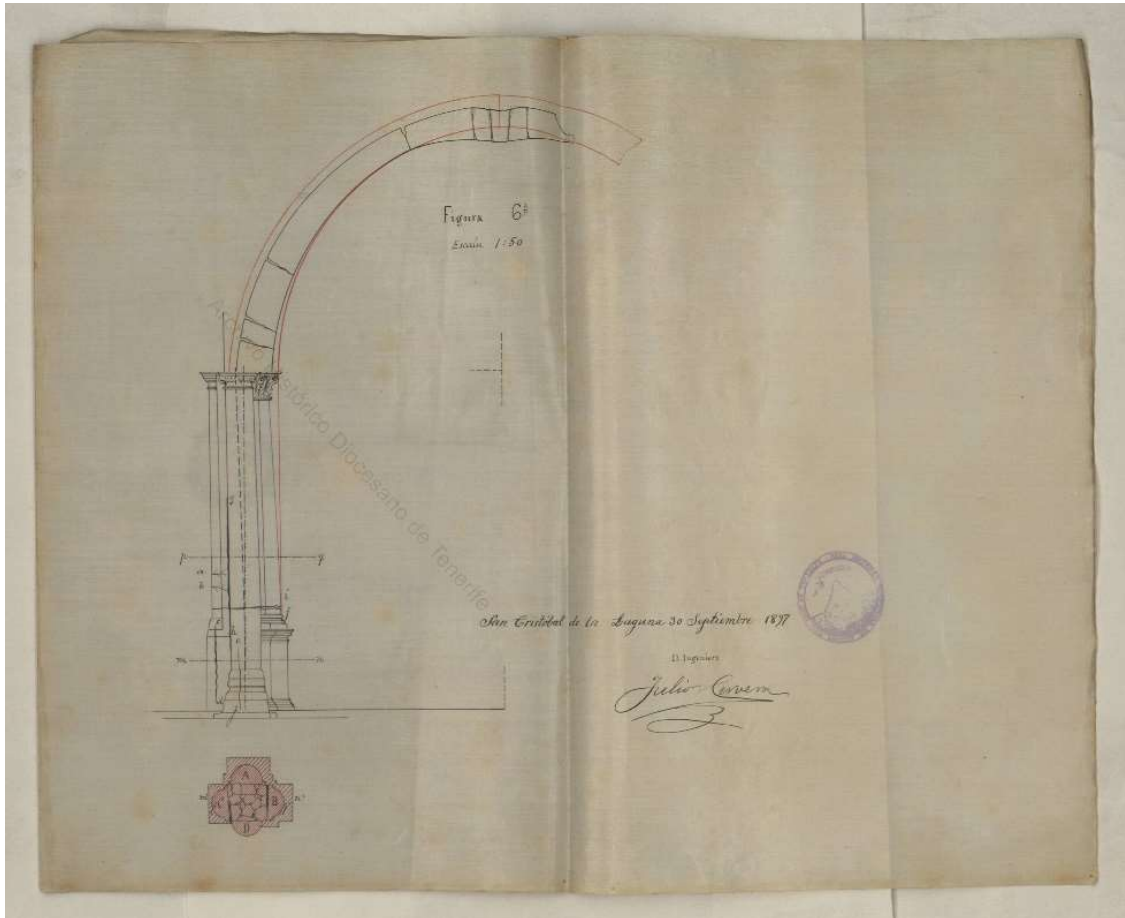 Figura 6ª
Escala 1:50
Archivo Histórico Diocesano de Tenerife
p q
a
b
h
m n
San Cristóbal de la Laguna 30 Septiembre 1897
El Ingeniero
Julio Cervera
A
C B
D